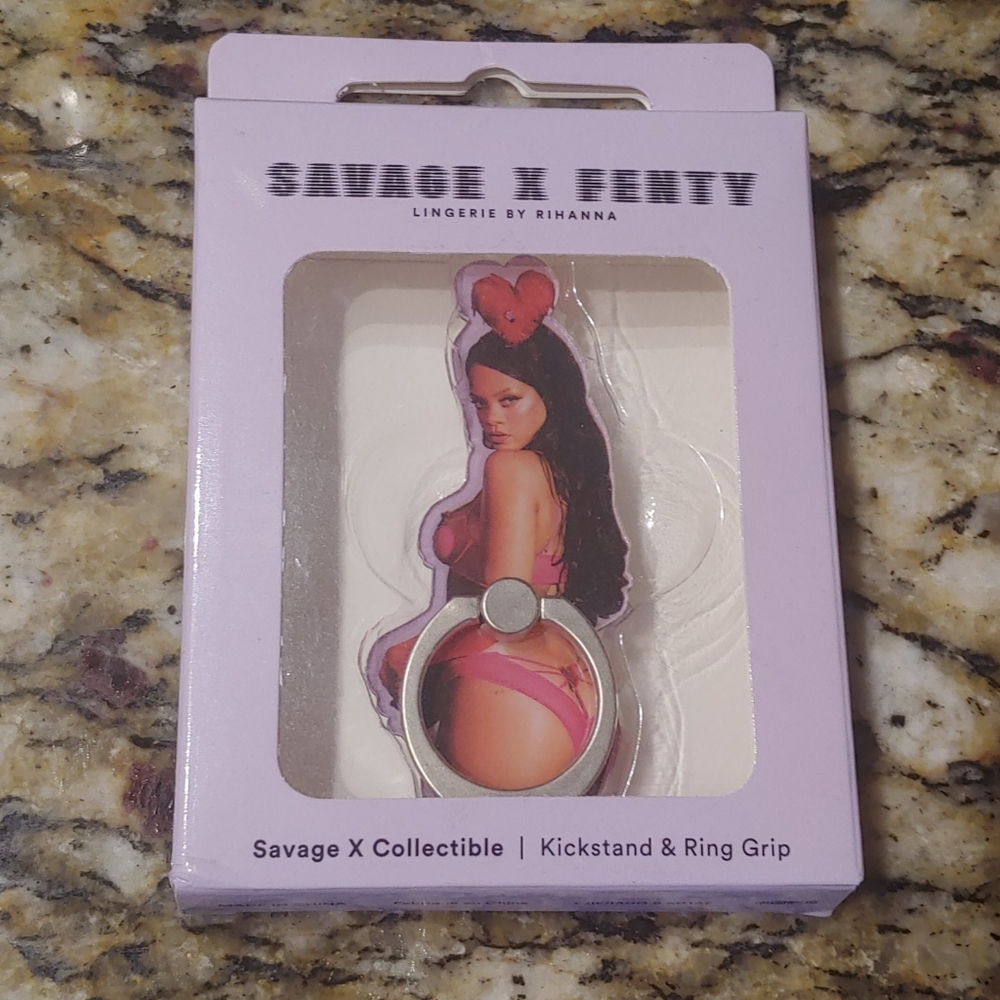 SAVAGE X FENTY
LINGERIE BY RIHANNA
Savage X Collectible | Kickstand & Ring Grip